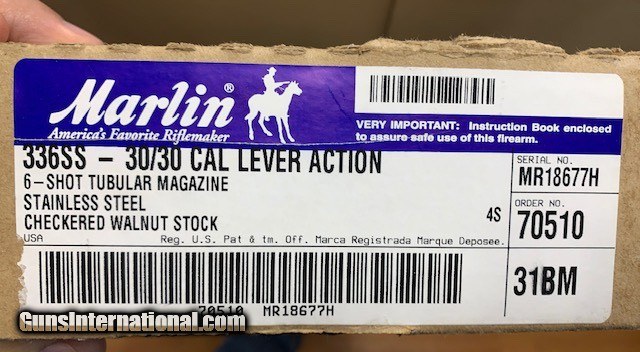 Marlin®
America's Favorite Riflemaker
VERY IMPORTANT: Instruction Book enclosed
to assure safe use of this firearm.
336SS – 30/30 CAL LEVER ACTION
6–SHOT TUBULAR MAGAZINE
STAINLESS STEEL
CHECKERED WALNUT STOCK
4S
USA
Reg. U.S. Pat & tm. Off. Marca Registrada Marque Deposee.
SERIAL NO.
MR18677H
ORDER NO.
70510
31BM
70510 MR18677H
GunsInternational.com